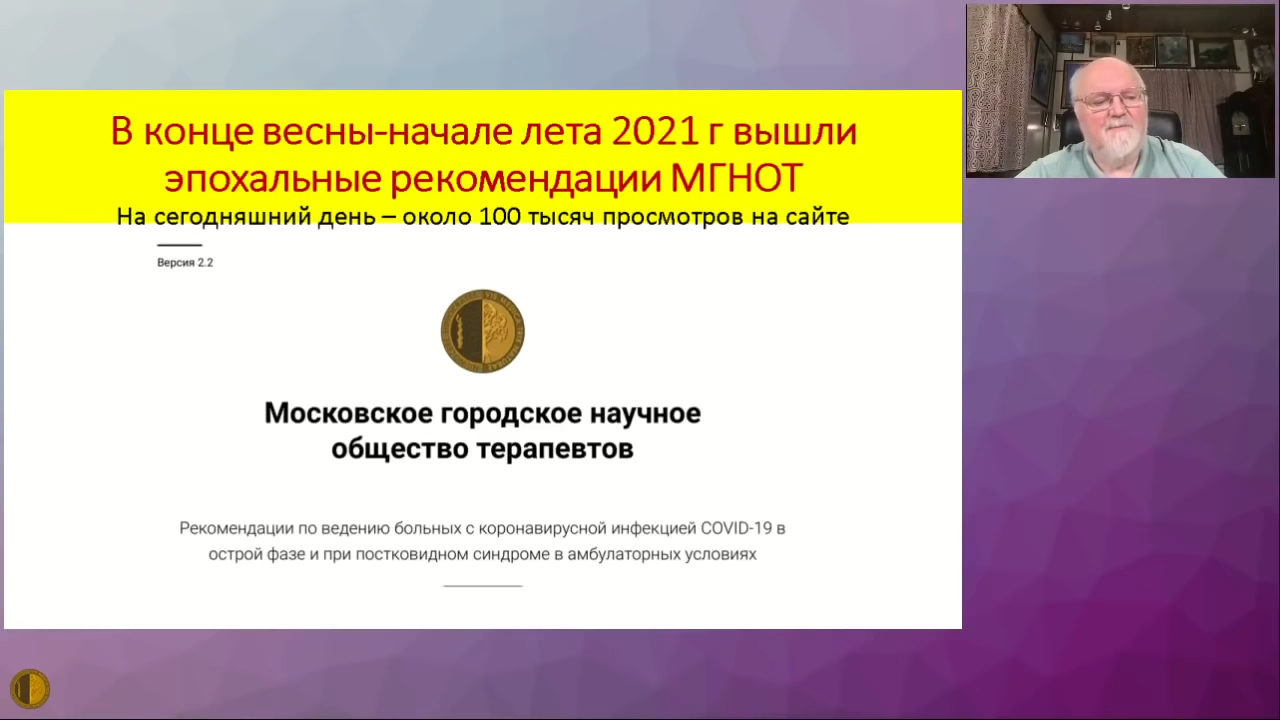 В конце весны-начале лета 2021 г вышли
эпохальные рекомендации МГНОТ
На сегодняшний день – около 100 тысяч просмотров на сайте
Версия 2.2
Московское городское научное
общество терапевтов
Рекомендации по ведению больных с коронавирусной инфекцией COVID-19 в
острой фазе и при постковидном синдроме в амбулаторных условиях